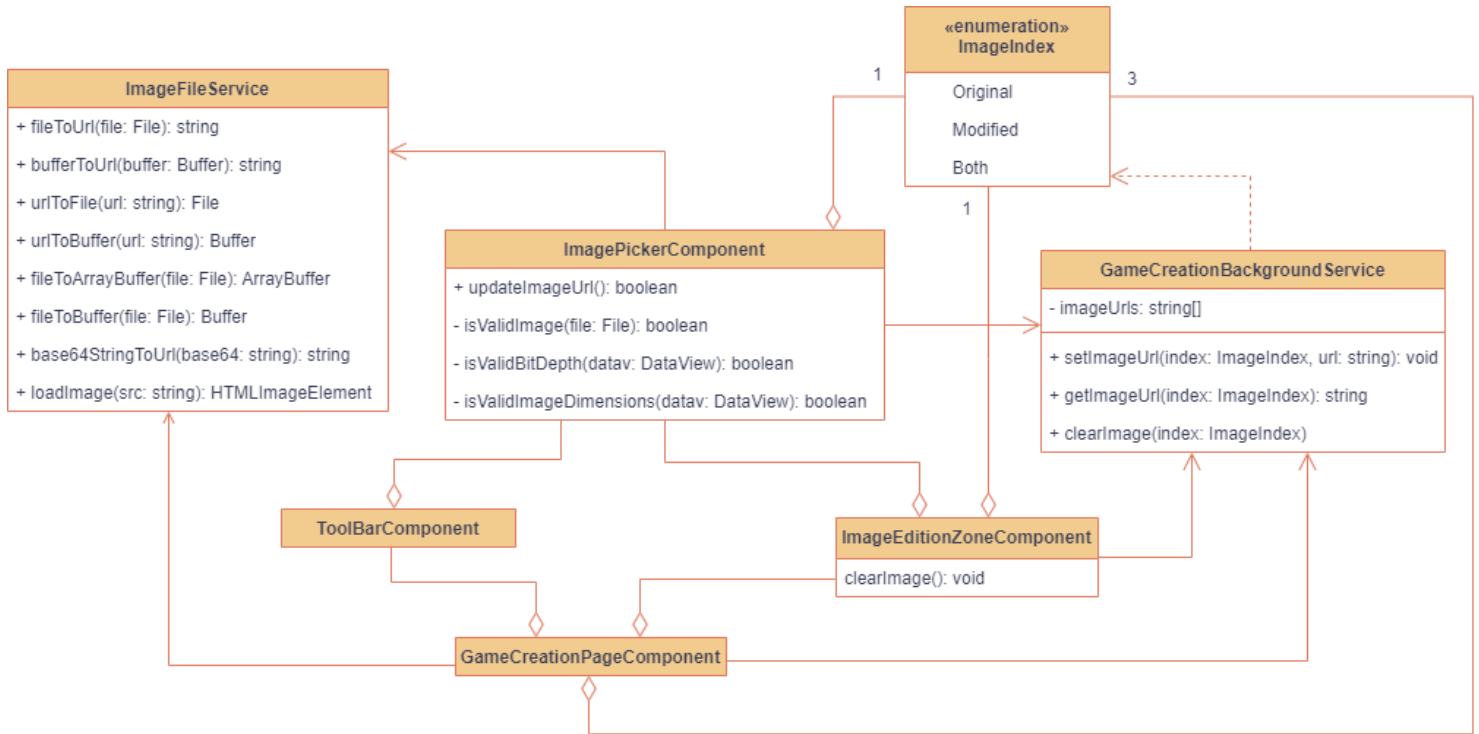 «enumeration»
ImageIndex
Original
Modified
Both
1
3
1
ImageFileService
+ fileToUrl(file: File): string
+ bufferToUrl(buffer: Buffer): string
+ urlToFile(url: string): File
+ urlToBuffer(url: string): Buffer
+ fileToArrayBuffer(file: File): ArrayBuffer
+ fileToBuffer(file: File): Buffer
+ base64StringToUrl(base64: string): string
+ loadImage(src: string): HTMLImageElement
ImagePickerComponent
+ updateImageUrl(): boolean
- isValidImage(file: File): boolean
- isValidBitDepth(datav: DataView): boolean
- isValidImageDimensions(datav: DataView): boolean
GameCreationBackgroundService
- imageUrls: string[]
+ setImageUrl(index: ImageIndex, url: string): void
+ getImageUrl(index: ImageIndex): string
+ clearImage(index: ImageIndex)
ToolBarComponent
ImageEditionZoneComponent
clearImage(): void
GameCreationPageComponent